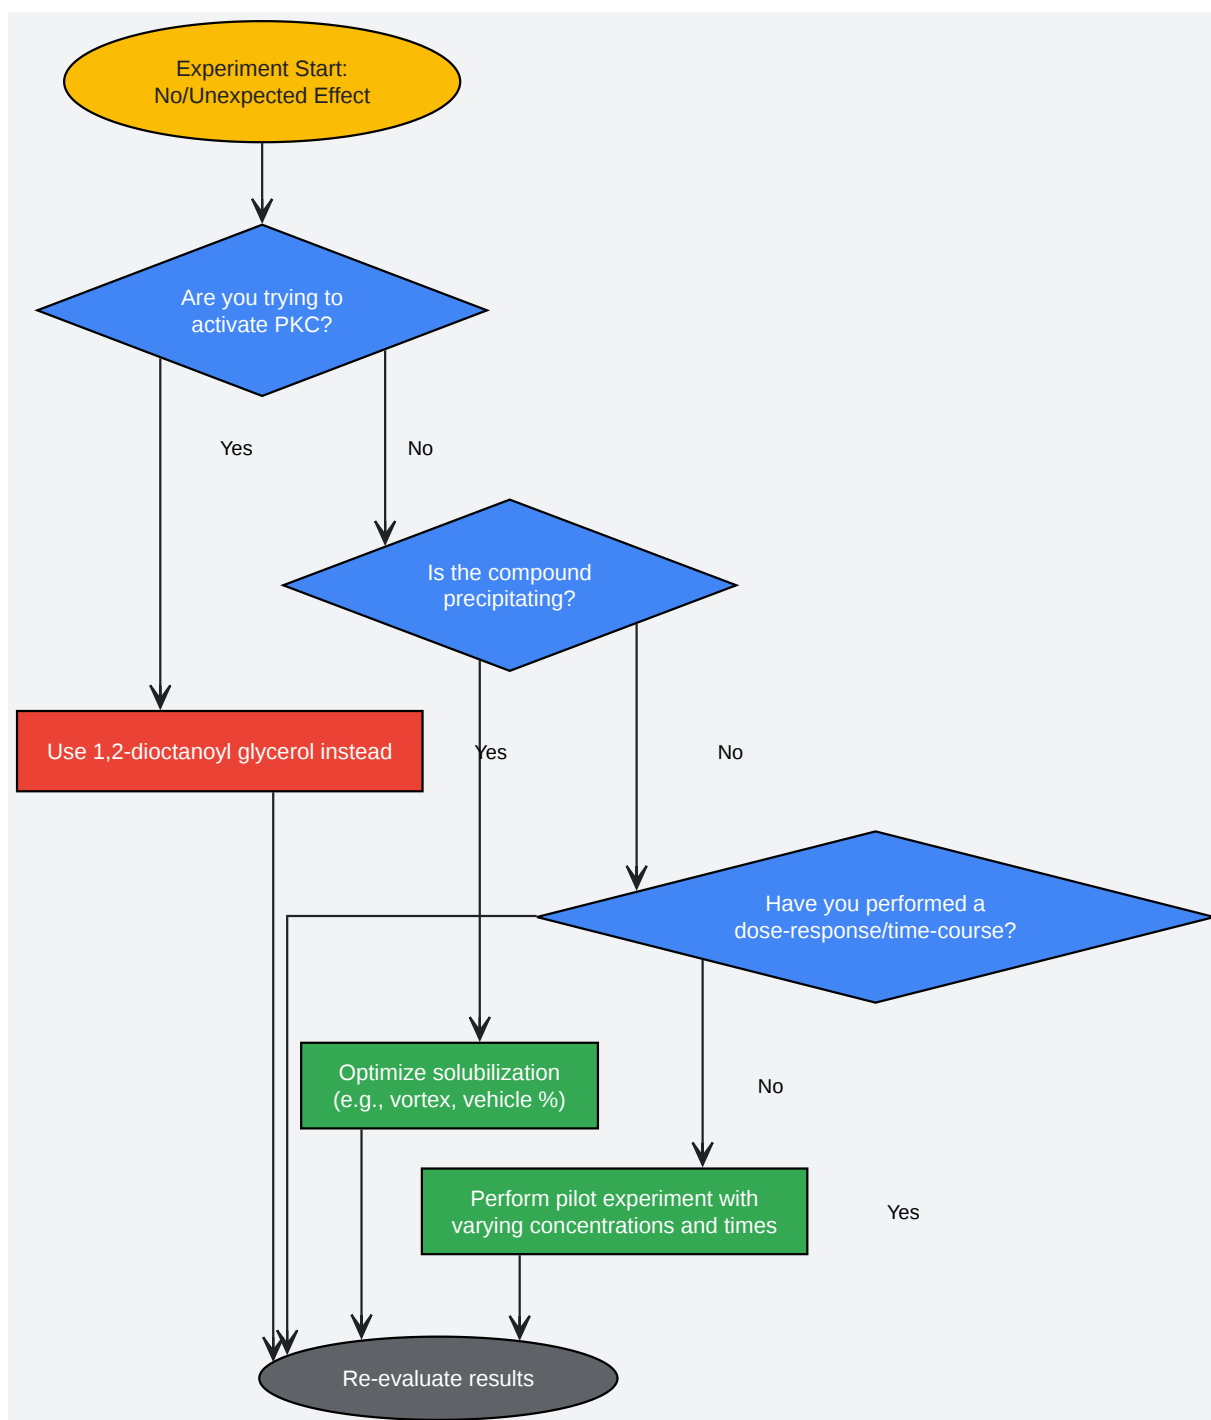 Experiment Start:
No/Unexpected Effect
Are you trying to
activate PKC?
Yes
No
Is the compound
precipitating?
Use 1,2-dioctanoyl glycerol instead
Yes
No
Have you performed a
dose-response/time-course?
Optimize solubilization
(e.g., vortex, vehicle %)
No
Perform pilot experiment with
varying concentrations and times
Yes
Re-evaluate results